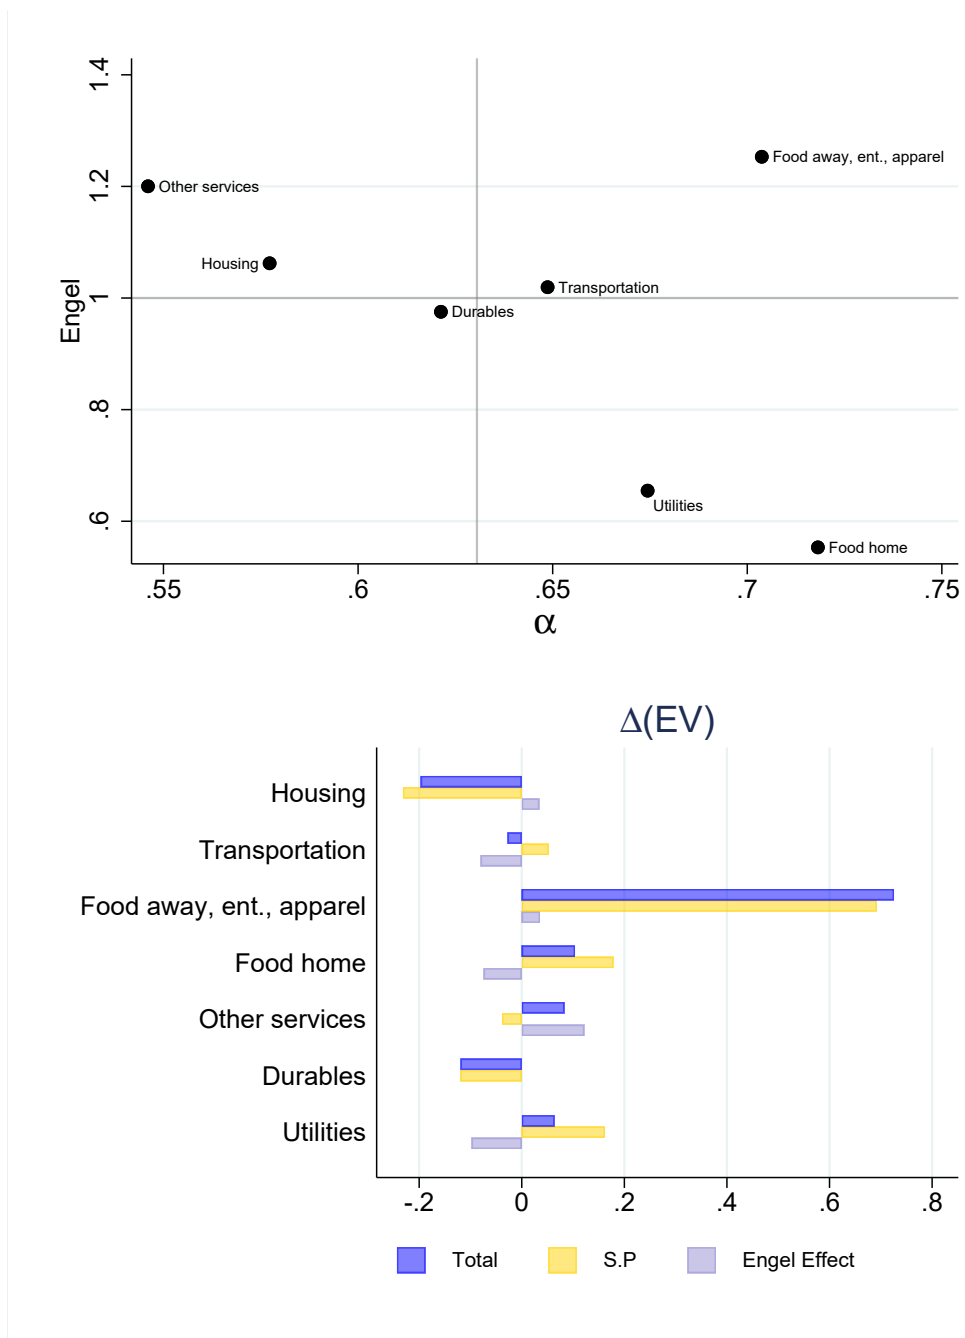 1.4
1.2
1
.8
.6
Engel
Food away, ent., apparel
Other services
Housing
Transportation
Durables
Utilities
Food home
.55
.6
.65
.7
.75
α
Δ(EV)
Housing
Transportation
Food away, ent., apparel
Food home
Other services
Durables
Utilities
-.2
0
.2
.4
.6
.8
Total
S.P
Engel Effect